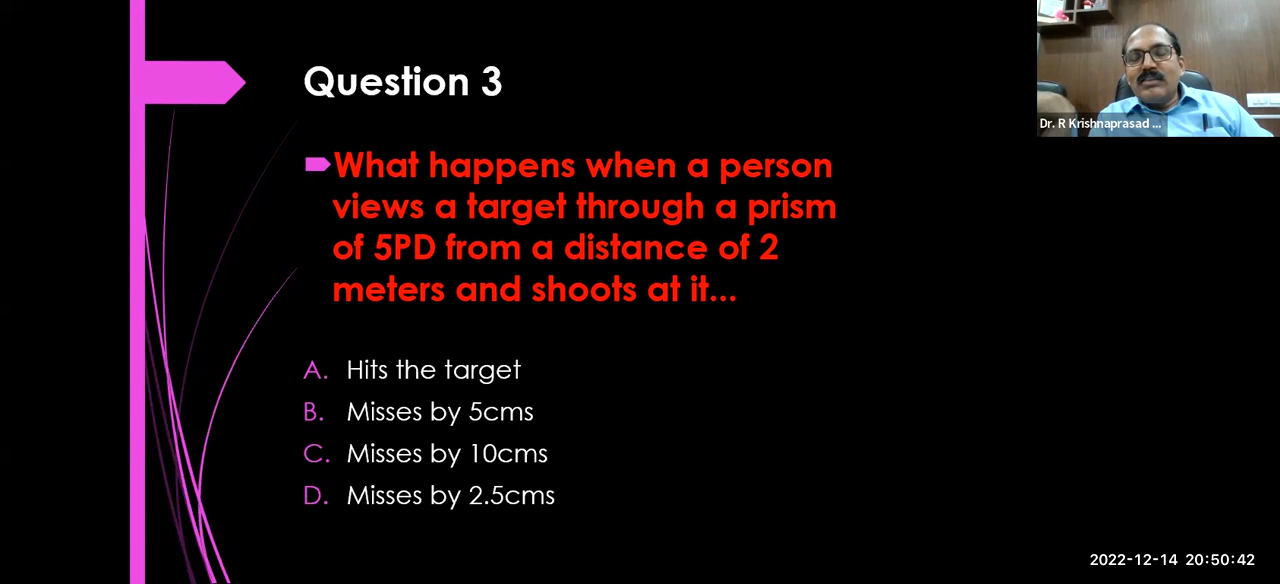 Question 3
What happens when a person
views a target through a prism
of 5PD from a distance of 2
meters and shoots at it...
A. Hits the target
B. Misses by 5cms
C. Misses by 10cms
D. Misses by 2.5cms
Dr. R Krishnaprasad ...
2022-12-14 20:50:42